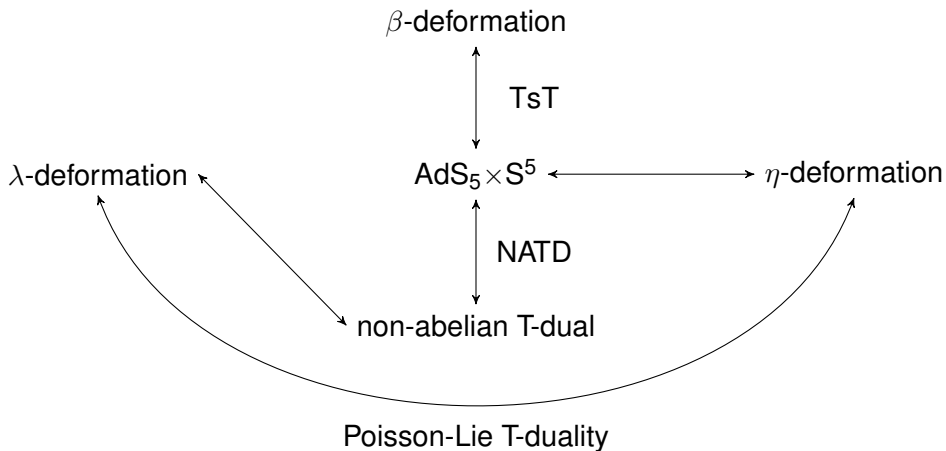 β-deformation
TsT
λ-deformation
AdS₅×S⁵
η-deformation
NATD
non-abelian T-dual
Poisson-Lie T-duality